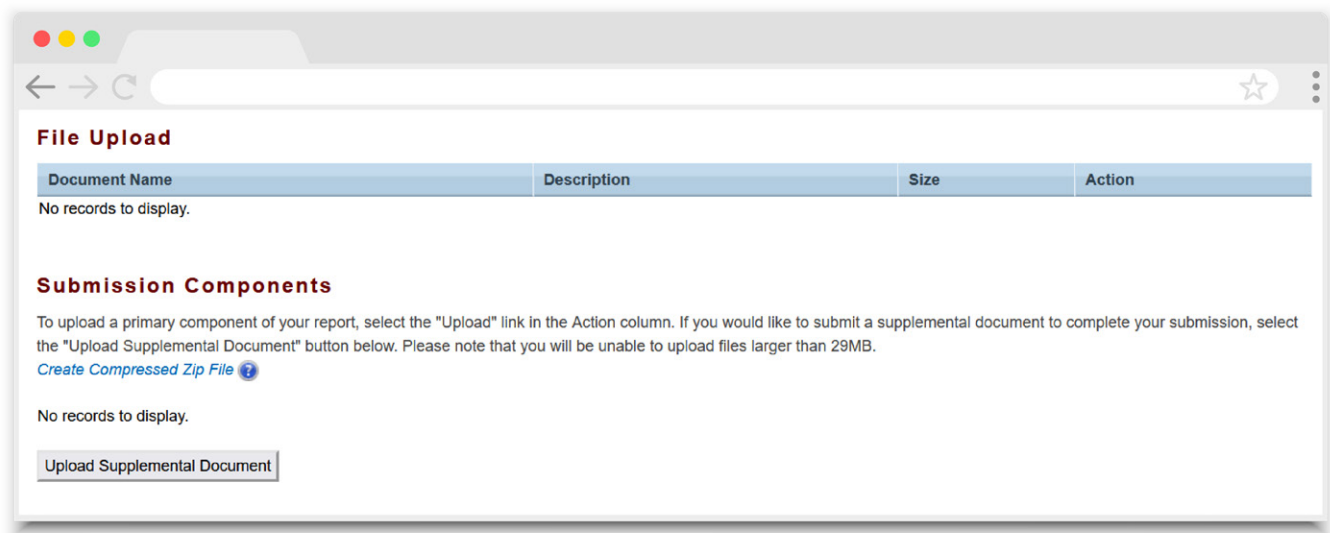 File Upload
Document Name Description Size Action
No records to display.
Submission Components
To upload a primary component of your report, select the "Upload" link in the Action column. If you would like to submit a supplemental document to complete your submission, select
the "Upload Supplemental Document" button below. Please note that you will be unable to upload files larger than 29MB.
Create Compressed Zip File ?
No records to display.
Upload Supplemental Document